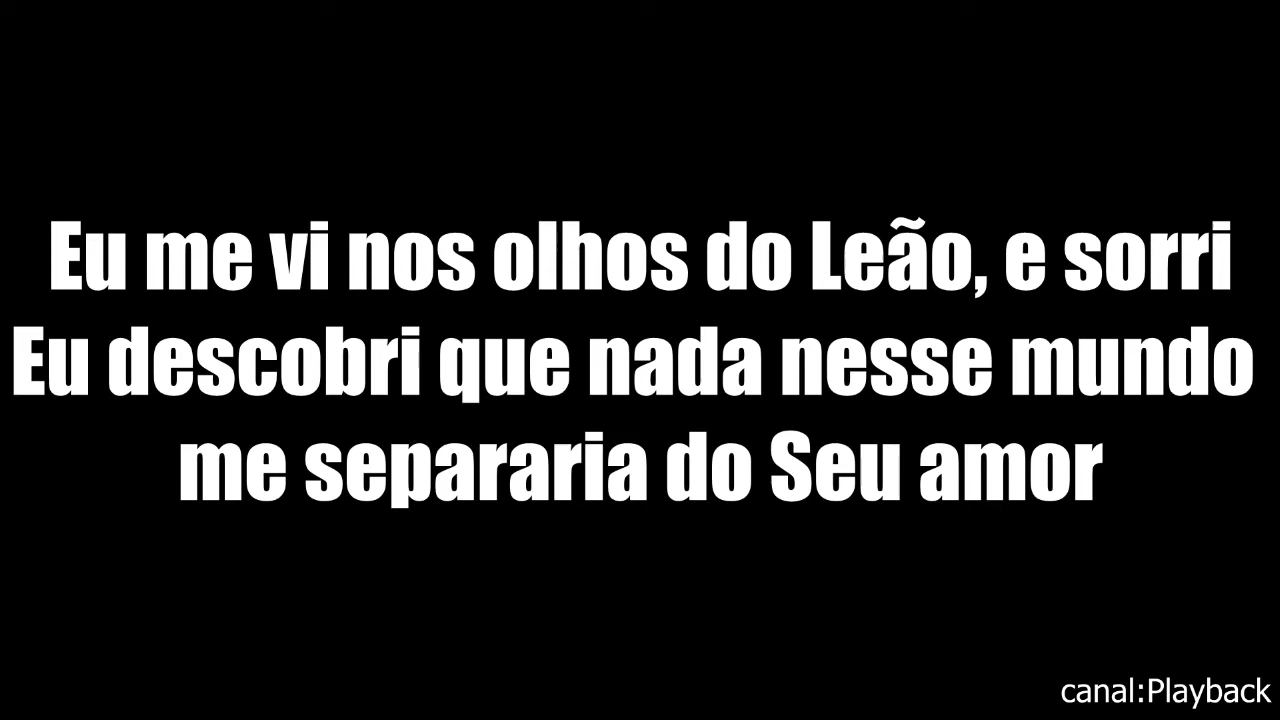 Eu me vi nos olhos do Leão, e sorri
Eu descobri que nada nesse mundo
me separaria do Seu amor
canal:Playback